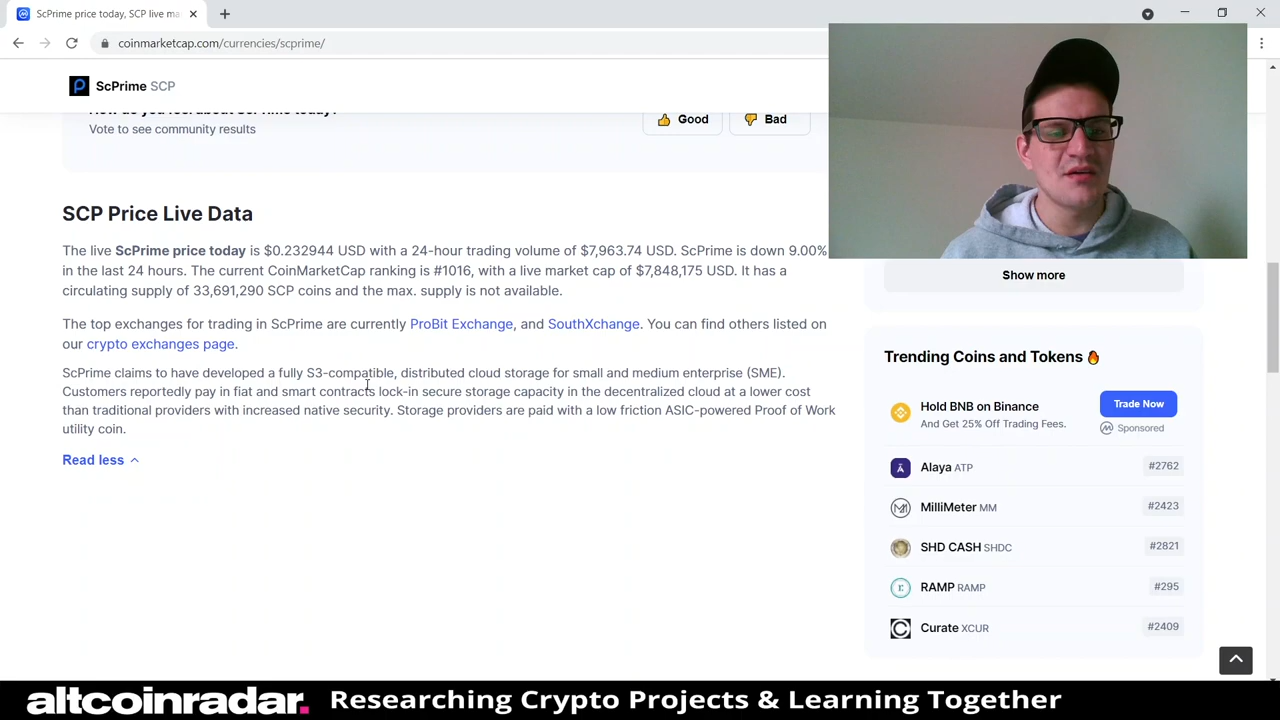 ScPrime price today, SCP live ma
coinmarketcap.com/currencies/scprime/
ScPrime SCP
How do you feel about ScPrime today?
Vote to see community results
Good
Bad
SCP Price Live Data
The live ScPrime price today is $0.232944 USD with a 24-hour trading volume of $7,963.74 USD. ScPrime is down 9.00%
in the last 24 hours. The current CoinMarketCap ranking is #1016, with a live market cap of $7,848,175 USD. It has a
circulating supply of 33,691,290 SCP coins and the max. supply is not available.
The top exchanges for trading in ScPrime are currently ProBit Exchange, and SouthXchange. You can find others listed on
our crypto exchanges page.
ScPrime claims to have developed a fully S3-compatible, distributed cloud storage for small and medium enterprise (SME).
Customers reportedly pay in fiat and smart contracts lock-in secure storage capacity in the decentralized cloud at a lower cost
than traditional providers with increased native security. Storage providers are paid with a low friction ASIC-powered Proof of Work
utility coin.
Read less
Show more
Trending Coins and Tokens 🔥
Hold BNB on Binance
And Get 25% Off Trading Fees.
Trade Now
Sponsored
Alaya ATP #2762
MilliMeter MM #2423
SHD CASH SHDC #2821
RAMP RAMP #295
Curate XCUR #2409
altcoinradar. Researching Crypto Projects & Learning Together